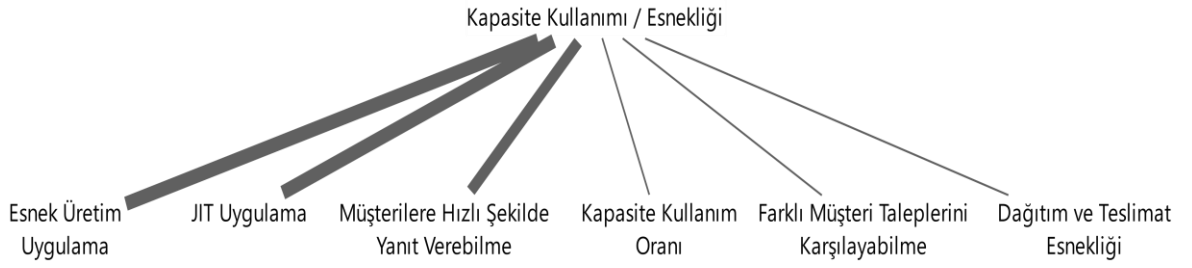 Kapasite Kullanımı / Esnekliği
Esnek Üretim
Uygulama
JIT Uygulama
Müşterilere Hızlı Şekilde
Yanıt Verebilme
Kapasite Kullanım
Oranı
Farklı Müşteri Taleplerini
Karşılayabilme
Dağıtım ve Teslimat
Esnekliği